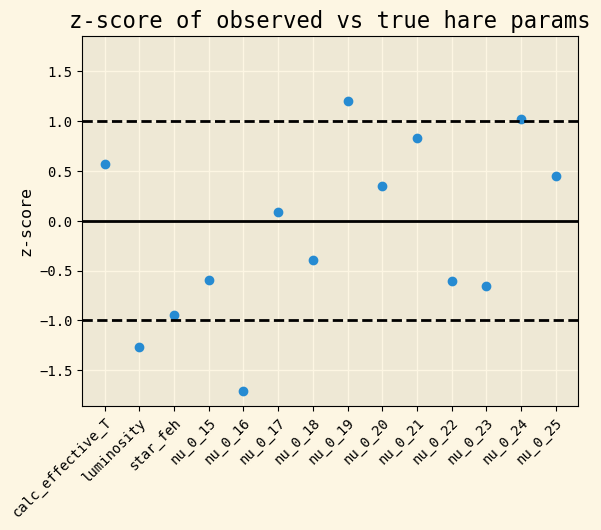 z-score of observed vs true hare params
z-score
1.5
1.0
0.5
0.0
−0.5
−1.0
−1.5
calc_effective_T
luminosity
star_feh
nu_0_15
nu_0_16
nu_0_17
nu_0_18
nu_0_19
nu_0_20
nu_0_21
nu_0_22
nu_0_23
nu_0_24
nu_0_25